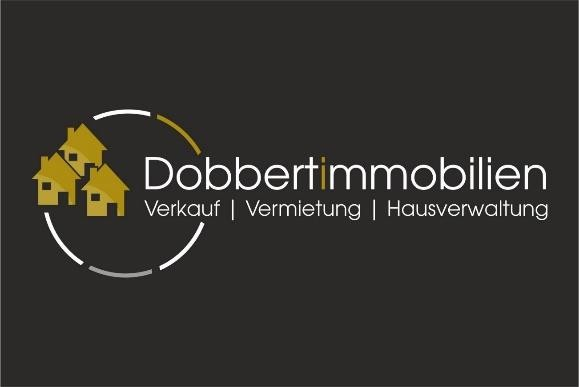 Dobbertimmobilien
Verkauf | Vermietung | Hausverwaltung